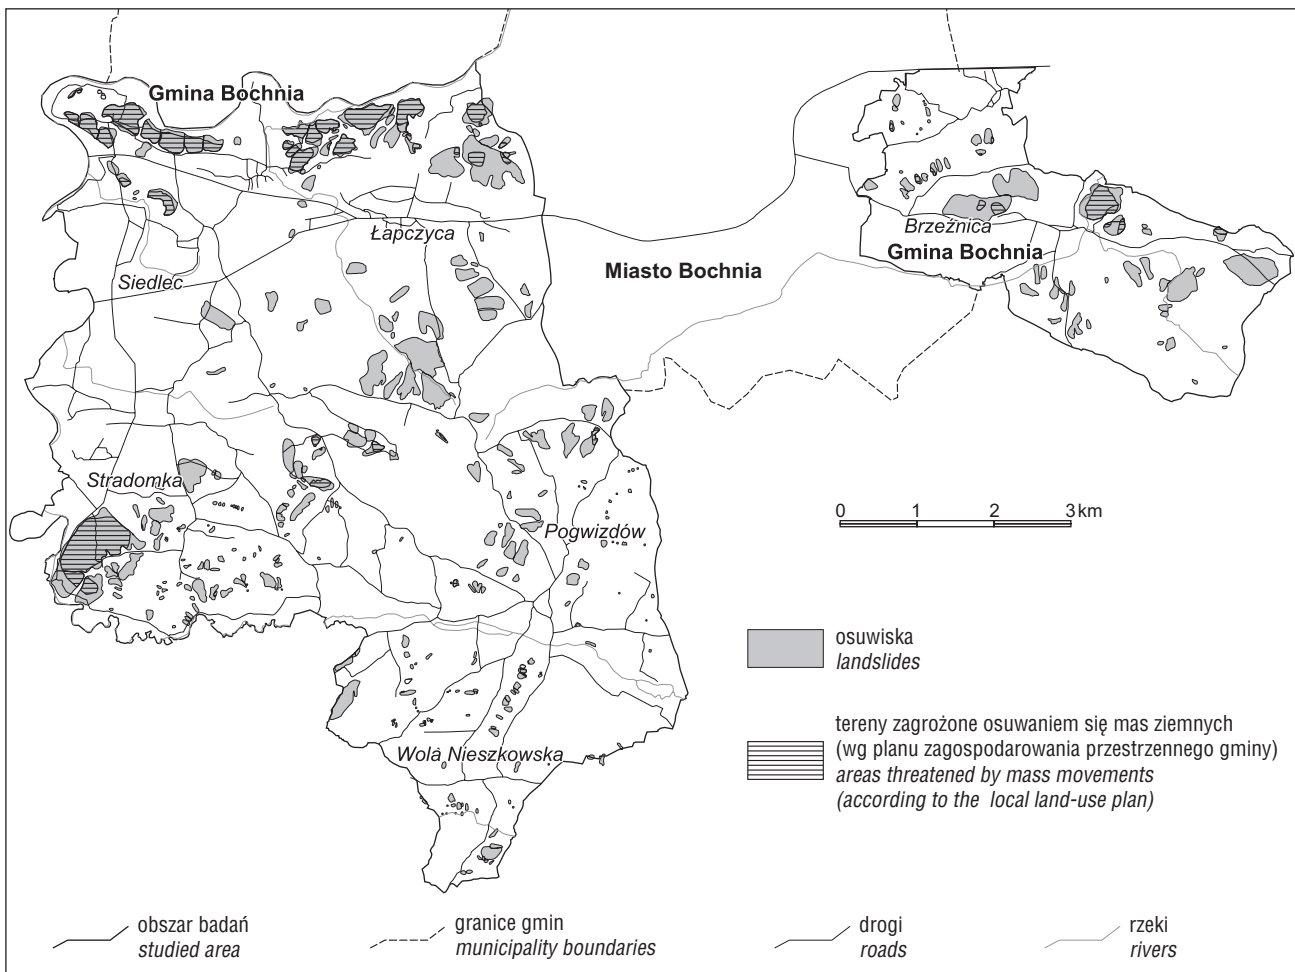 Gmina Bochnia
Łapczyca
Siedlec
Miasto Bochnia
Brzeźnica
Gmina Bochnia
Stradomka
Pogwizdów
Wola Nieszkowska
0 1 2 3 km
osuwiska
landslides
tereny zagrożone osuwaniem się mas ziemnych
(wg planu zagospodarowania przestrzennego gminy)
areas threatened by mass movements
(according to the local land-use plan)
obszar badań
studied area
granice gmin
municipality boundaries
drogi
roads
rzeki
rivers